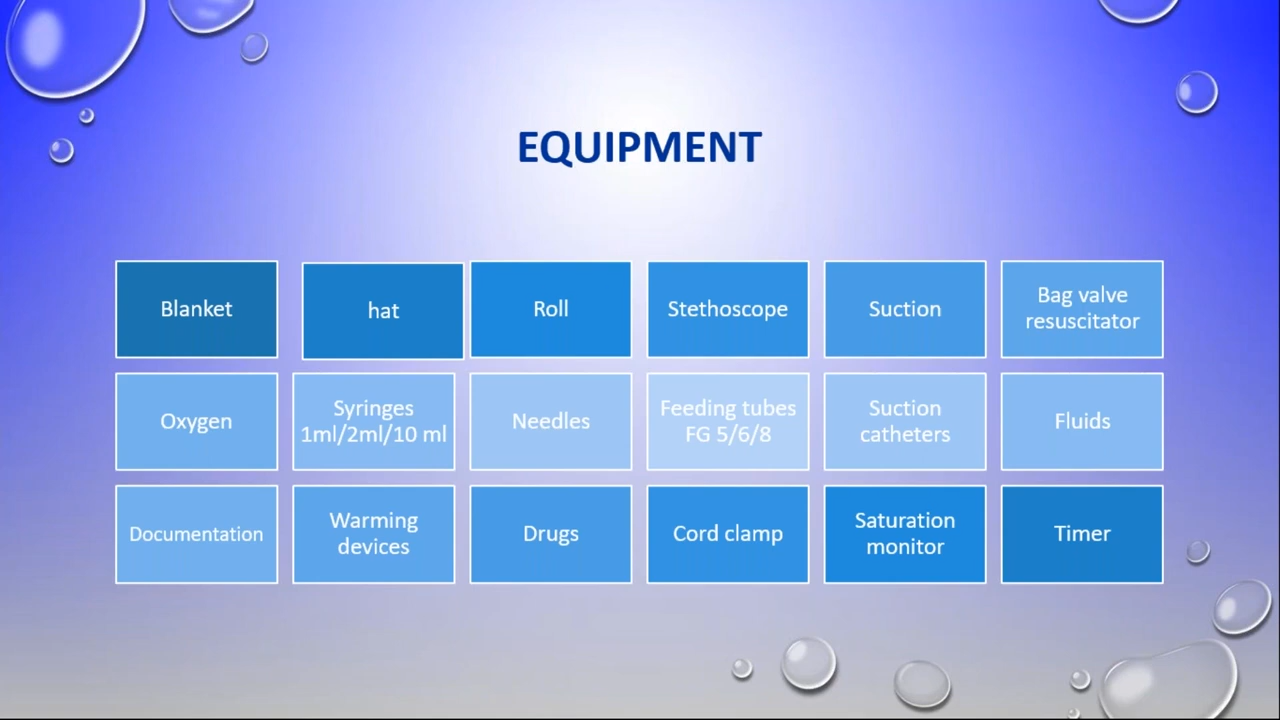 EQUIPMENT
Blanket
hat
Roll
Stethoscope
Suction
Bag valve
resuscitator
Oxygen
Syringes
1ml/2ml/10 ml
Needles
Feeding tubes
FG 5/6/8
Suction
catheters
Fluids
Documentation
Warming
devices
Drugs
Cord clamp
Saturation
monitor
Timer